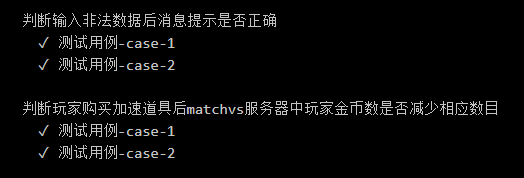 判断输入非法数据后消息提示是否正确
✓ 测试用例-case-1
✓ 测试用例-case-2
判断玩家购买加速道具后matchvs服务器中玩家金币数是否减少相应数目
✓ 测试用例-case-1
✓ 测试用例-case-2